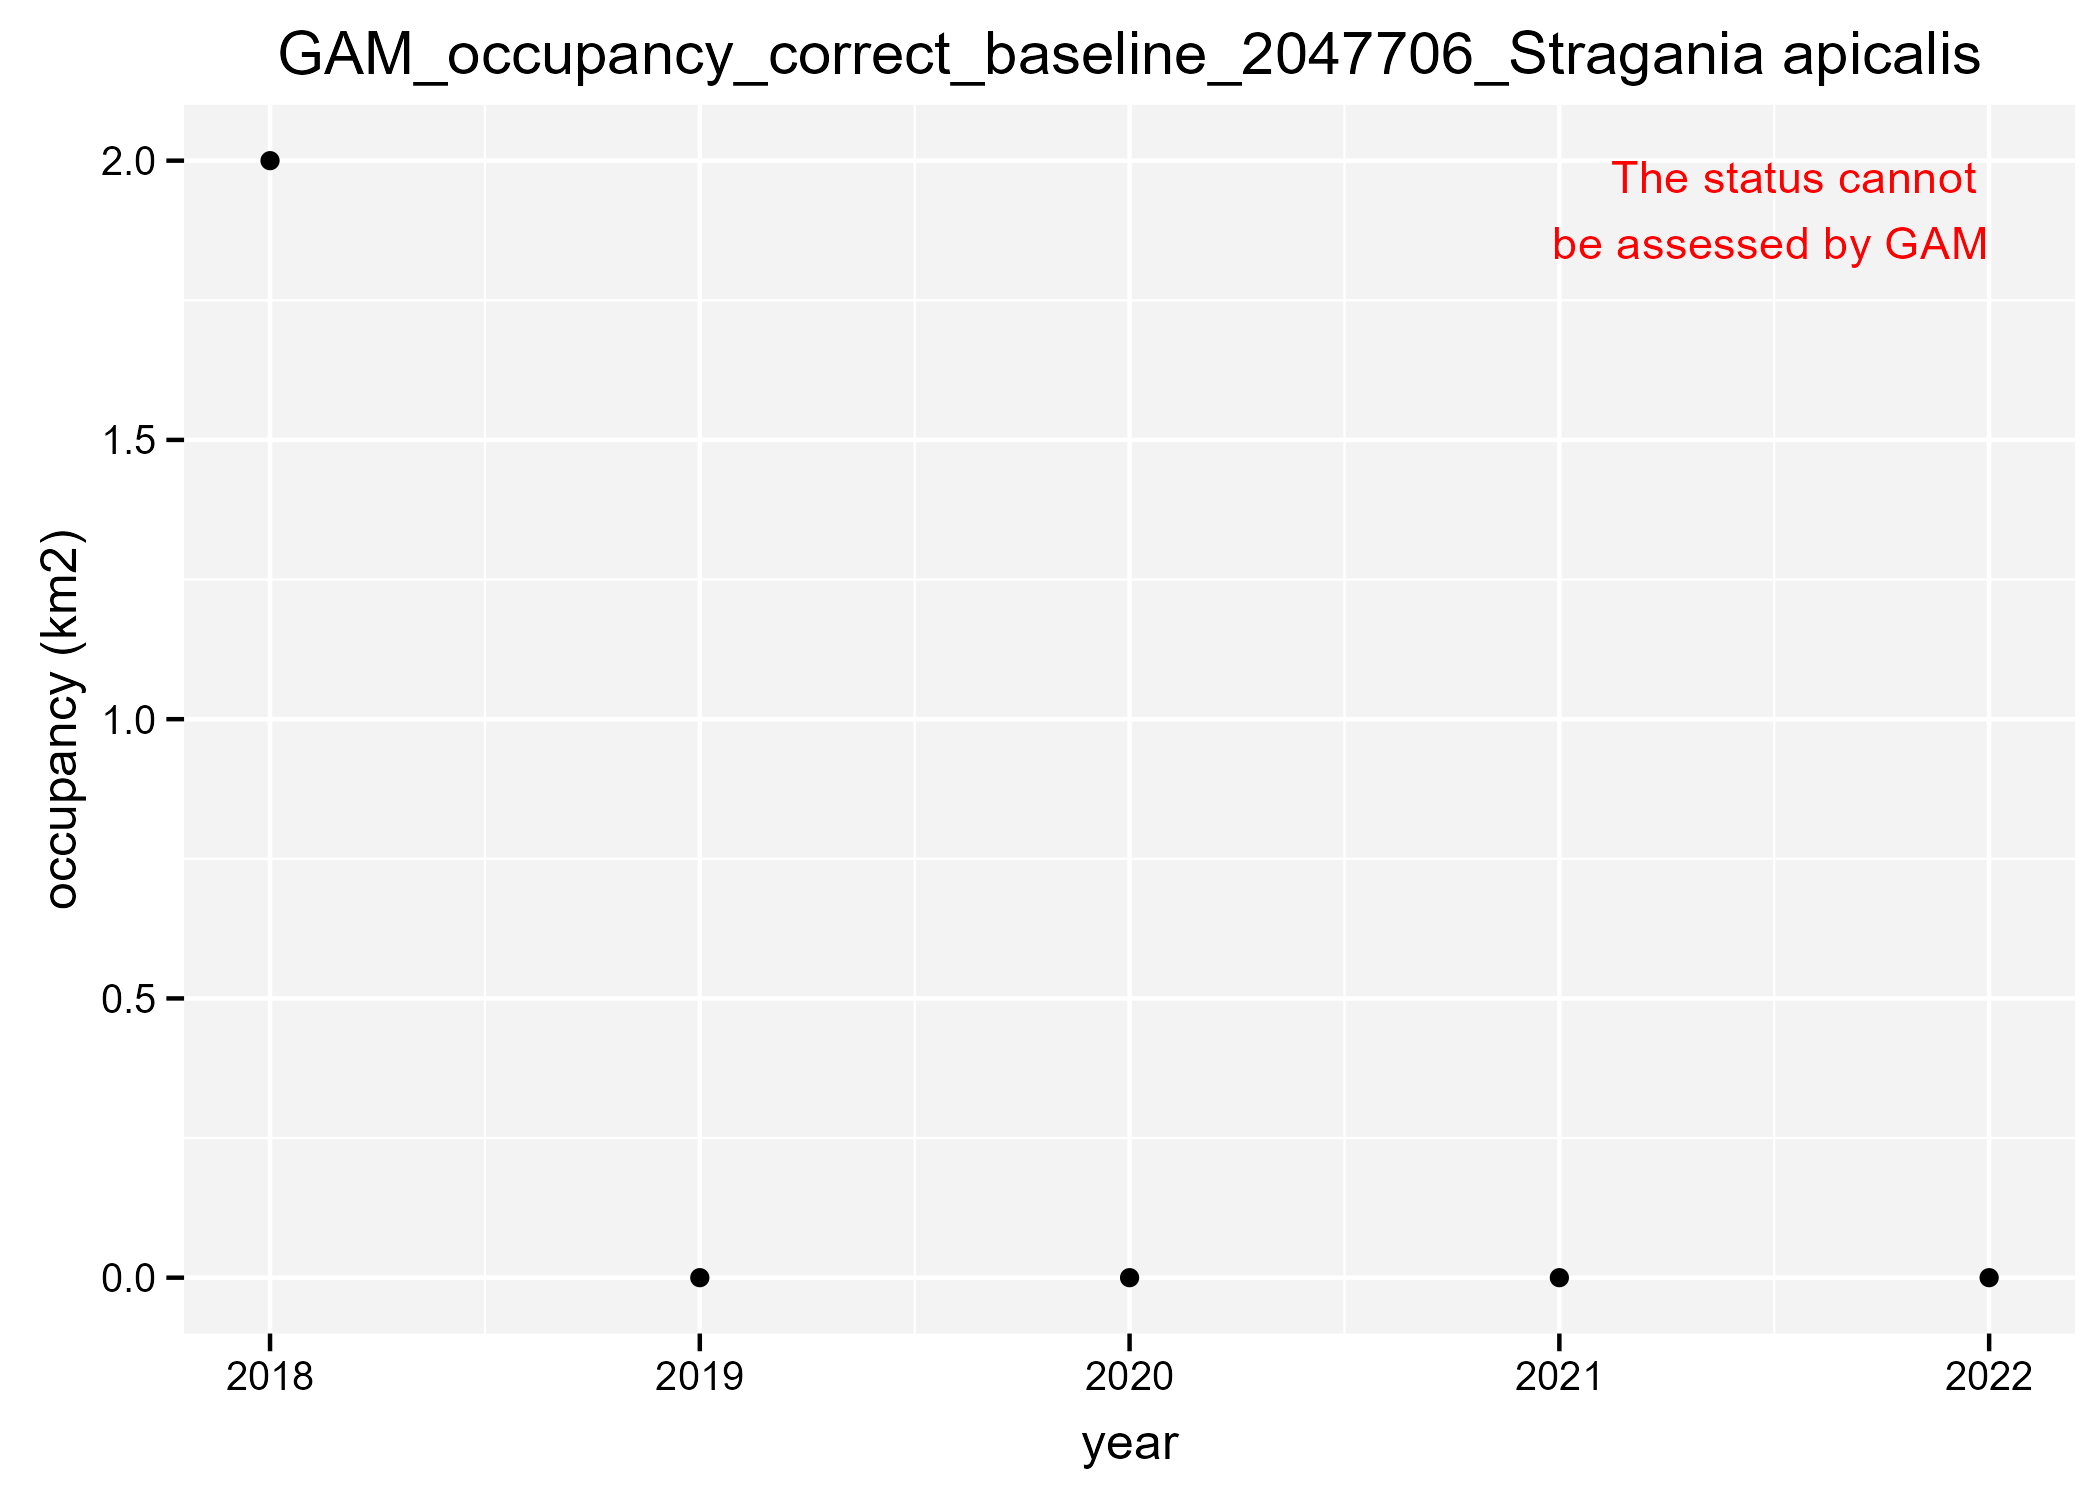 GAM_occupancy_correct_baseline_2047706_Stragania apicalis
The status cannot
be assessed by GAM
occupancy (km2)
2.0
1.5
1.0
0.5
0.0
2018 2019 2020 2021 2022
year